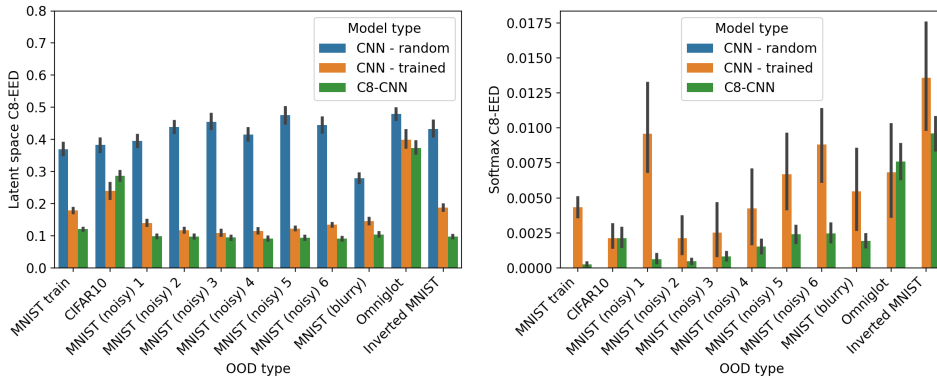 0.8
0.7
0.6
0.5
0.4
0.3
0.2
0.1
0.0
Latent space C8-EED
Model type
CNN - random
CNN - trained
C8-CNN
MNIST train
CIFAR10
MNIST (noisy) 1
MNIST (noisy) 2
MNIST (noisy) 3
MNIST (noisy) 4
MNIST (noisy) 5
MNIST (noisy) 6
MNIST (blurry)
Omniglot
Inverted MNIST
OOD type
0.0175
0.0150
0.0125
0.0100
0.0075
0.0050
0.0025
0.0000
Softmax C8-EED
Model type
CNN - random
CNN - trained
C8-CNN
MNIST train
CIFAR10
MNIST (noisy) 1
MNIST (noisy) 2
MNIST (noisy) 3
MNIST (noisy) 4
MNIST (noisy) 5
MNIST (noisy) 6
MNIST (blurry)
Omniglot
Inverted MNIST
OOD type